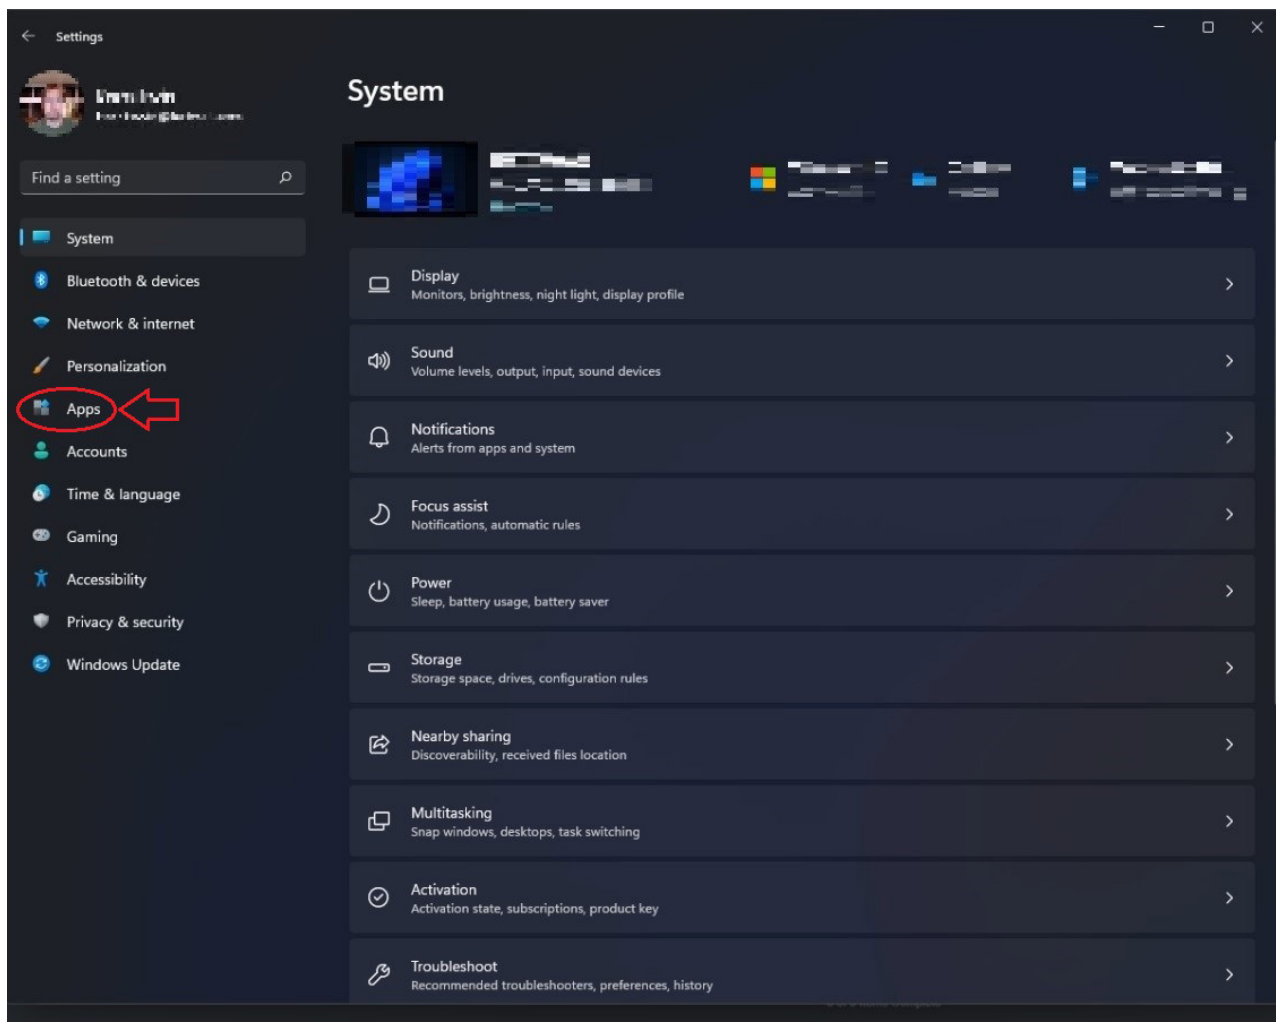 Settings
System
Find a setting
System
Bluetooth & devices
Network & internet
Personalization
Apps
Accounts
Time & language
Gaming
Accessibility
Privacy & security
Windows Update
Display
Monitors, brightness, night light, display profile
Sound
Volume levels, output, input, sound devices
Notifications
Alerts from apps and system
Focus assist
Notifications, automatic rules
Power
Sleep, battery usage, battery saver
Storage
Storage space, drives, configuration rules
Nearby sharing
Discoverability, received files location
Multitasking
Snap windows, desktops, task switching
Activation
Activation state, subscriptions, product key
Troubleshoot
Recommended troubleshooters, preferences, history